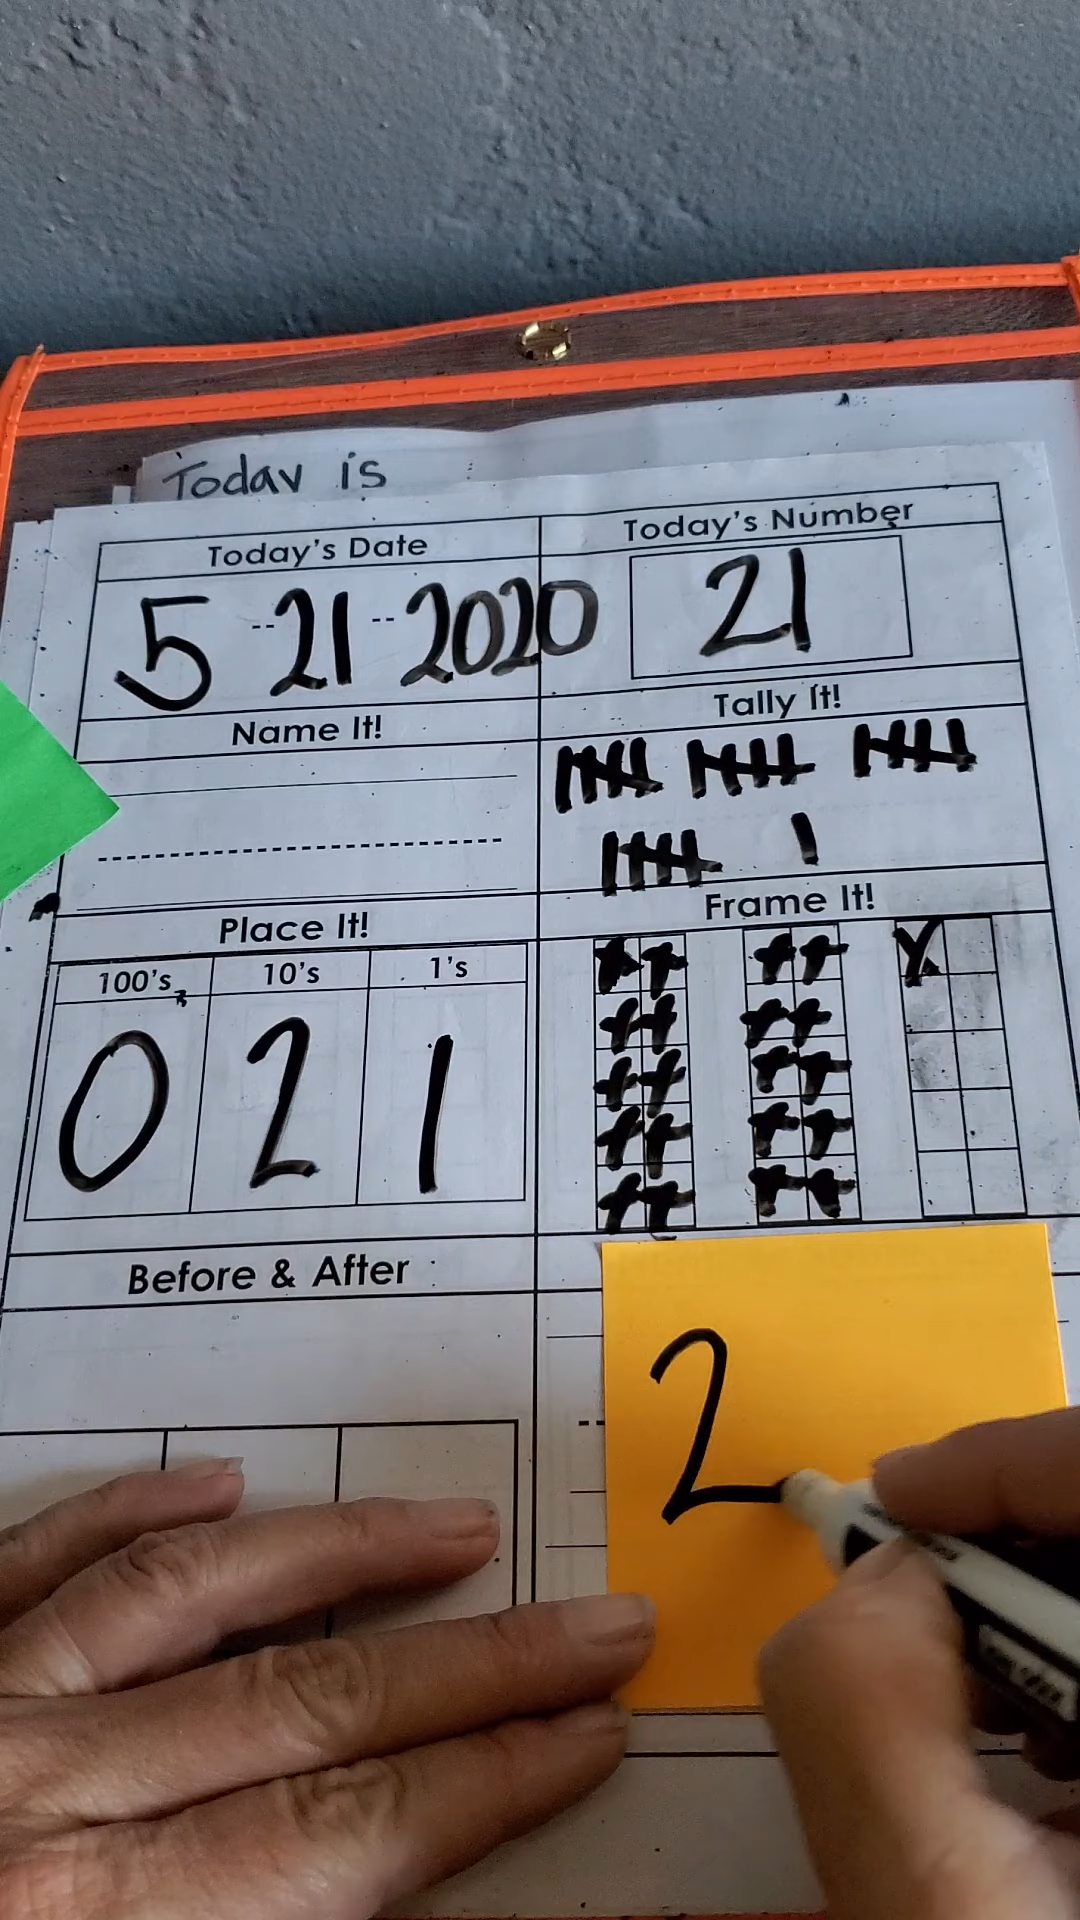 Today is
Today's Date
Today's Number
5 -- 21 -- 2020
21
Name It!
Tally It!
Place It!
Frame It!
100's
10's
1's
0
2
1
Before & After
2